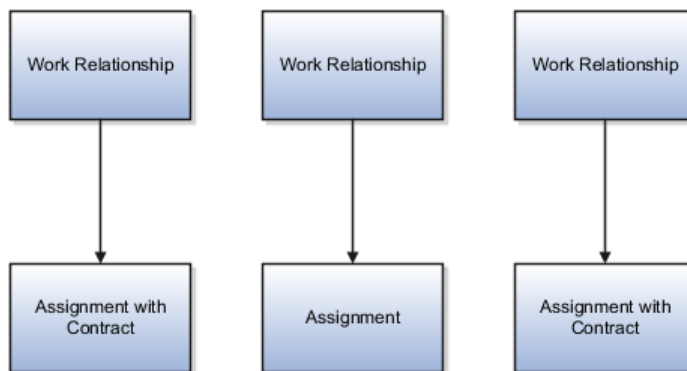 Work Relationship
Work Relationship
Work Relationship
Assignment with
Contract
Assignment
Assignment with
Contract